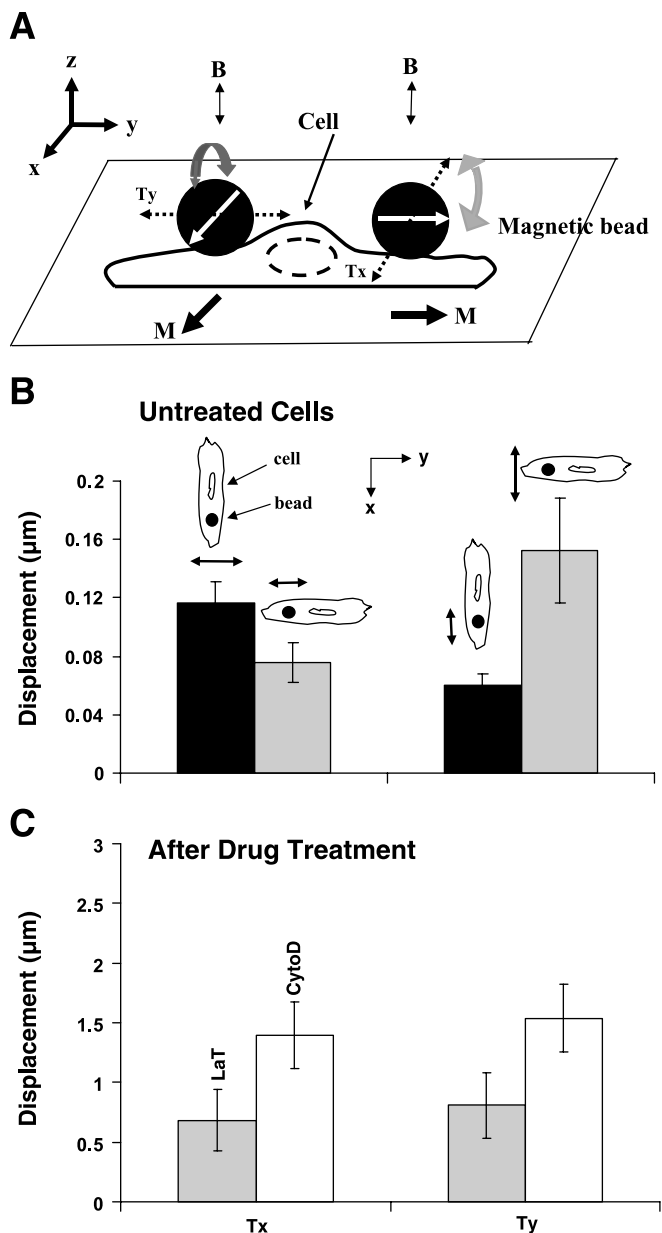 A
z
y
x
B
B
Cell
Ty
Tx
Magnetic bead
M
M
B
Untreated Cells
Displacement (µm)
0.2
0.16
0.12
0.08
0.04
0
cell
bead
y
x
C
After Drug Treatment
Displacement (µm)
3
2.5
2
1.5
1
0.5
0
LaT
CytoD
Tx
Ty